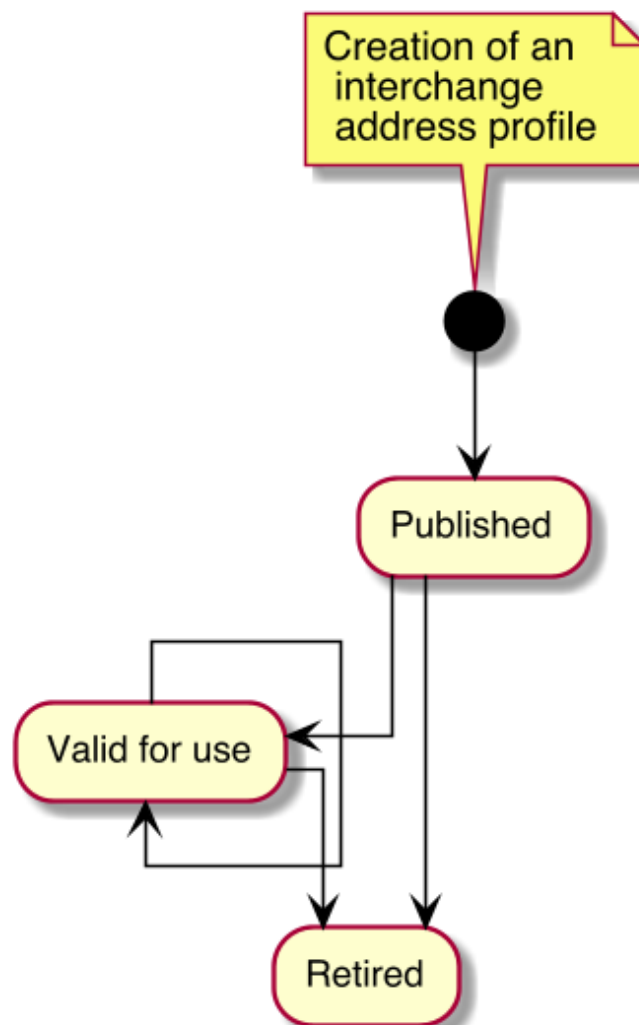 Creation of an
interchange
address profile
Published
Valid for use
Retired